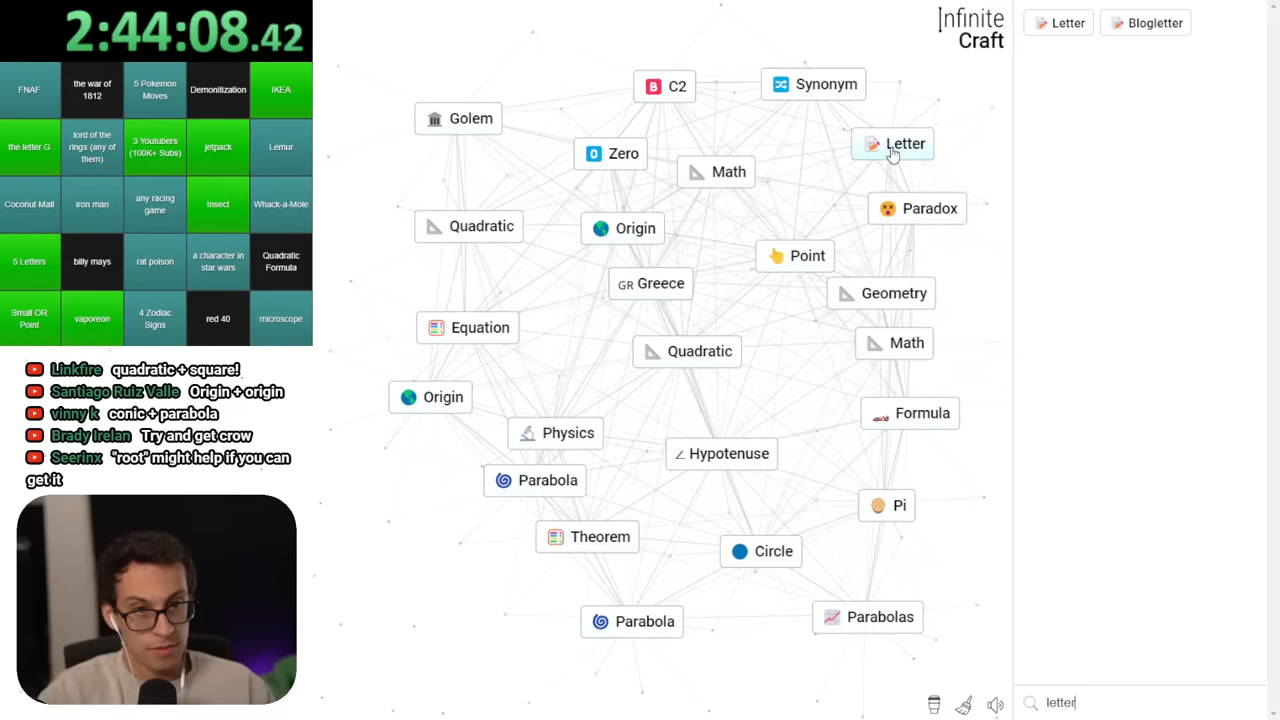 2:44:08.42
FNAF
the war of
1812
5 Pokemon
Moves
Demonitization
IKEA
the letter G
lord of the
rings (any of
them)
3 Youtubers
(100K+ Subs)
jetpack
Lemur
Coconut Mall
iron man
any racing
game
Insect
Whack-a-Mole
5 Letters
billy mays
rat poison
a character in
star wars
Quadratic
Formula
Small OR
Point
vaporeon
4 Zodiac
Signs
red 40
microscope
Linkfire quadratic + square!
Santiago Ruiz Valle Origin + origin
vinny k conic + parabola
Brady Irelan Try and get crow
Seerinx "root" might help if you can
get it
Infinite
Craft
B C2
Synonym
Golem
0 Zero
Letter
Math
Paradox
Quadratic
Origin
Point
GR Greece
Geometry
Equation
Math
Quadratic
Origin
Formula
Physics
Hypotenuse
Parabola
Pi
Theorem
Circle
Parabola
Parabolas
Letter
Blogletter
letter